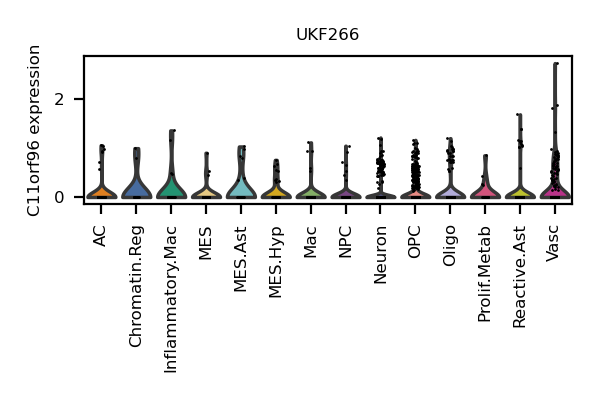 UKF266
C11orf96 expression
2
0
AC
Chromatin.Reg
Inflammatory.Mac
MES
MES.Ast
MES.Hyp
Mac
NPC
Neuron
OPC
Oligo
Prolif.Metab
Reactive.Ast
Vasc